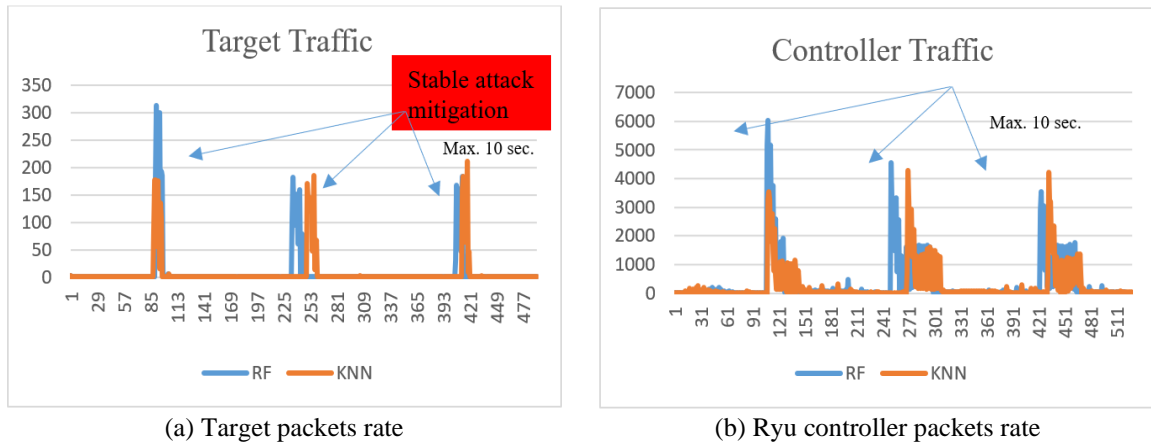 Target Traffic
Stable attack
mitigation
Max. 10 sec.
350
300
250
200
150
100
50
0
1 29 57 85 113 141 169 197 225 253 281 309 337 365 393 421 449 477
RF KNN
(a) Target packets rate
Controller Traffic
Max. 10 sec.
7000
6000
5000
4000
3000
2000
1000
0
1 31 61 91 121 151 181 211 241 271 301 331 361 391 421 451 481 511
RF KNN
(b) Ryu controller packets rate